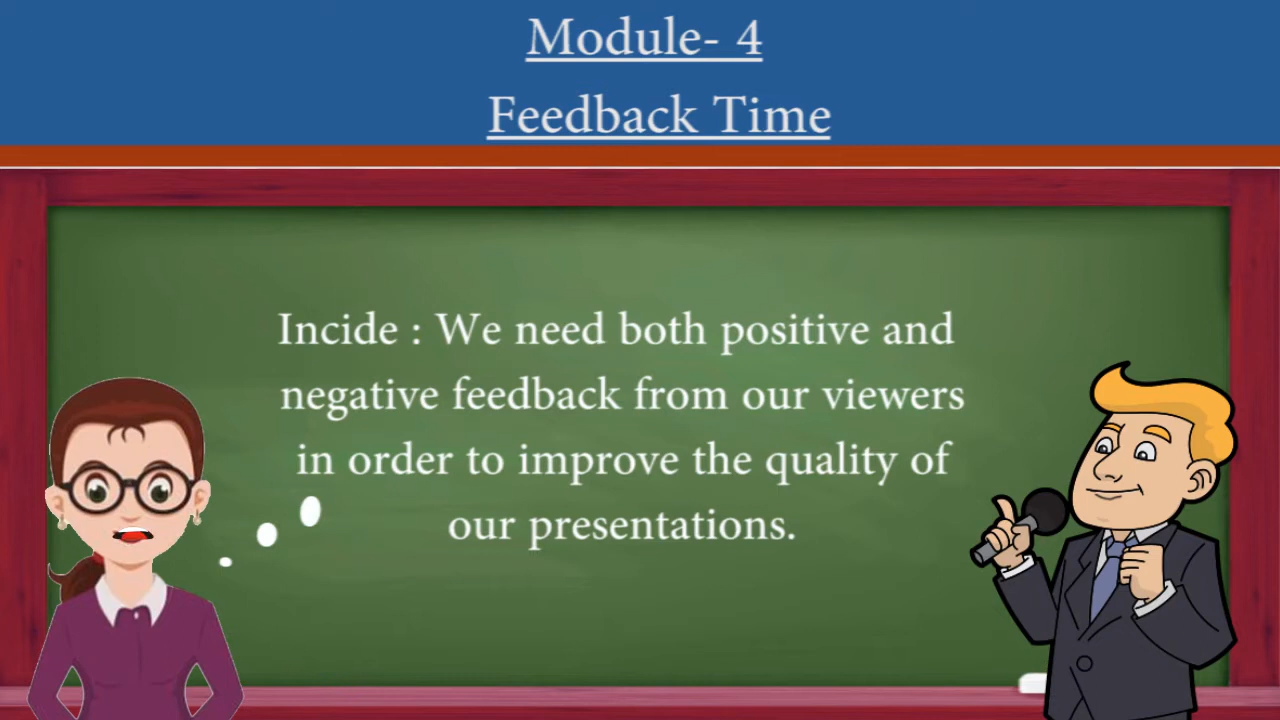 Module- 4
Feedback Time
Incide : We need both positive and
negative feedback from our viewers
in order to improve the quality of
our presentations.